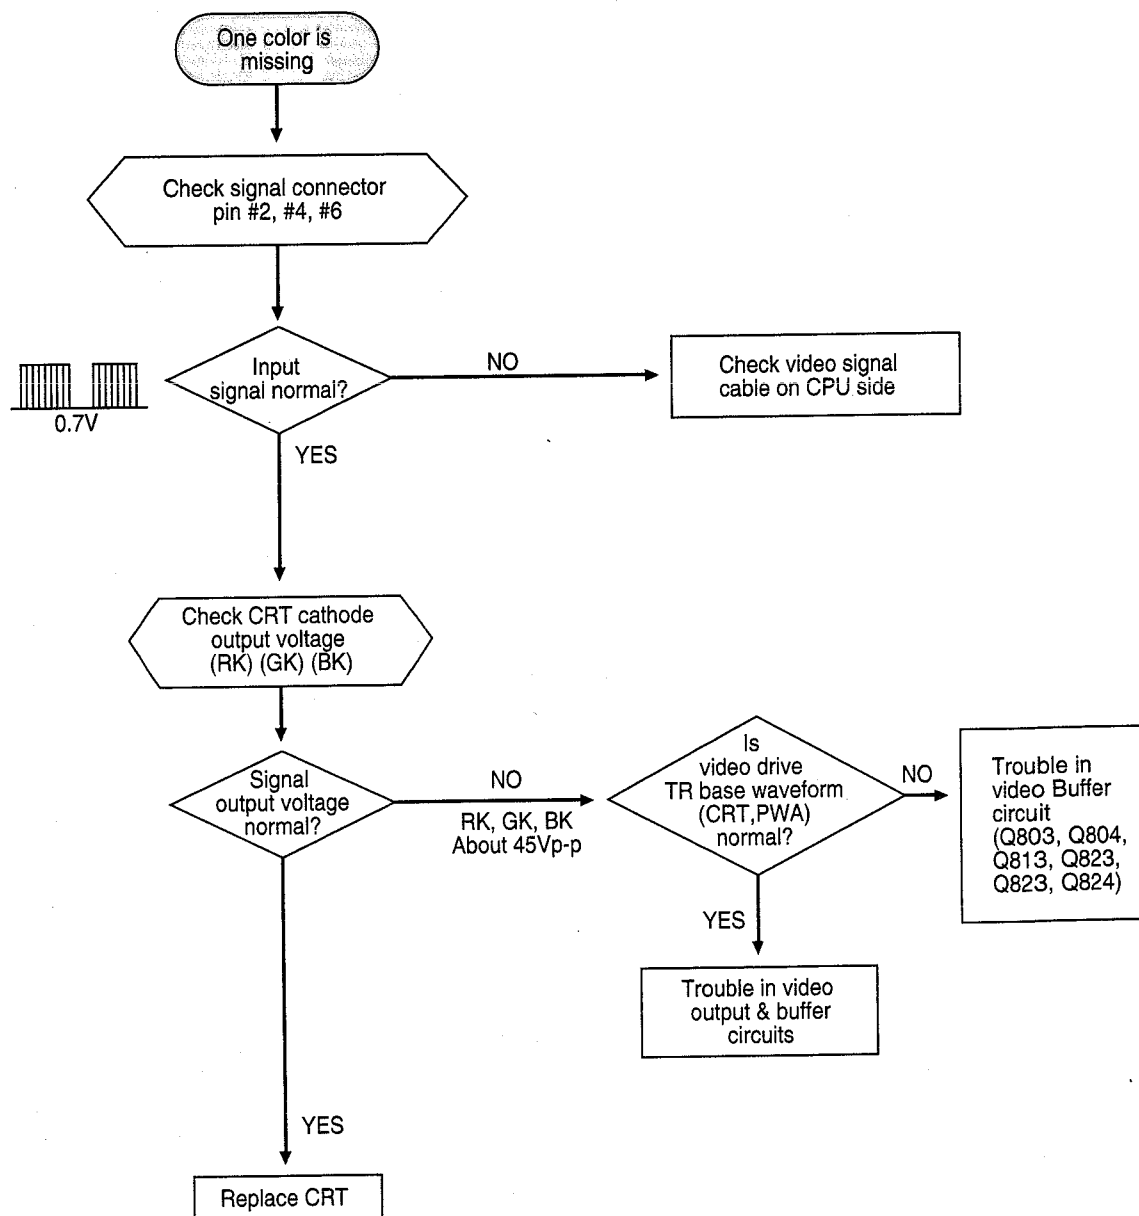 One color is
missing
Check signal connector
pin #2, #4, #6
Input
signal normal?
0.7V
NO
Check video signal
cable on CPU side
YES
Check CRT cathode
output voltage
(RK) (GK) (BK)
Signal
output voltage
normal?
NO
RK, GK, BK
About 45Vp-p
Is
video drive
TR base waveform
(CRT,PWA)
normal?
NO
Trouble in
video Buffer
circuit
(Q803, Q804,
Q813, Q823,
Q823, Q824)
YES
Trouble in video
output & buffer
circuits
YES
Replace CRT